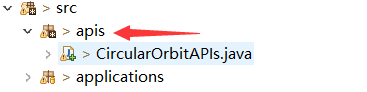 > src
> apis
> CircularOrbitAPIs.java
> applications